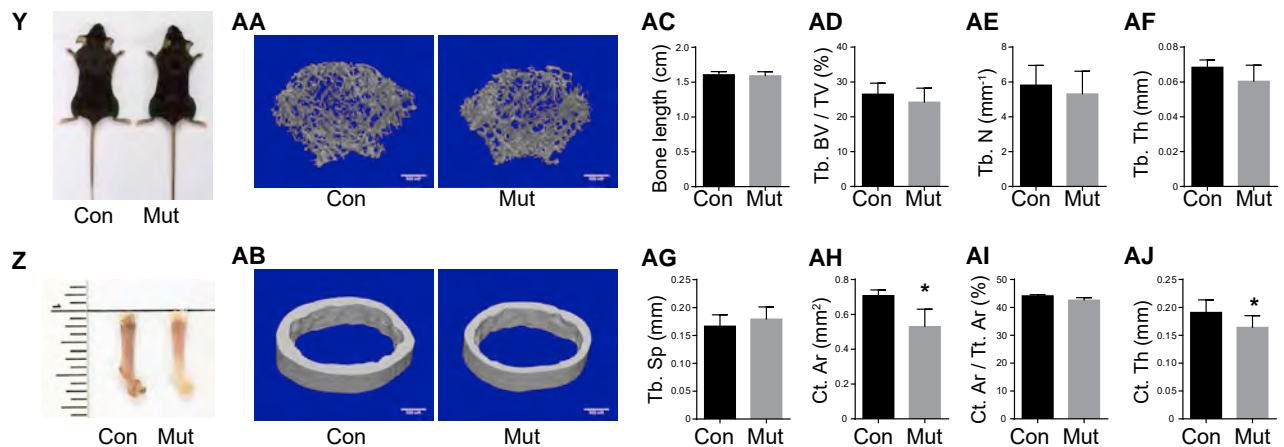 Y
Con Mut
AA
Con
Mut
AC
Bone length (cm)
2.0
1.5
1.0
0.5
0
Con Mut
AD
Tb. BV / TV (%)
40
30
20
10
0
Con Mut
AE
Tb. N (mm-1)
8
6
4
2
0
Con Mut
AF
Tb. Th (mm)
0.08
0.06
0.04
0.02
0
Con Mut
Z
1
Con Mut
AB
Con
Mut
AG
Tb. Sp (mm)
0.25
0.20
0.15
0.10
0.05
0
Con Mut
AH
Ct. Ar (mm2)
0.8
0.6
0.4
0.2
0.0
*
Con Mut
AI
Ct. Ar / Tt. Ar (%)
50
40
30
20
10
0
Con Mut
AJ
Ct. Th (mm)
0.25
0.20
0.15
0.10
0.05
0
*
Con Mut